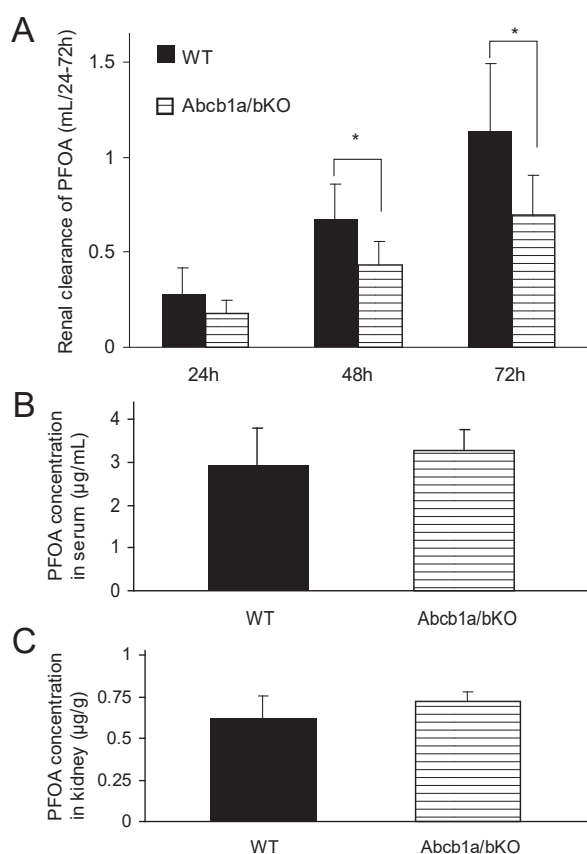 A
WT
Abcb1a/bKO
*
*
Renal clearance of PFOA (mL/24-72h)
1.5
1
0.5
0
24h
48h
72h
B
PFOA concentration
in serum (µg/mL)
4
3
2
1
0
WT
Abcb1a/bKO
C
PFOA concentration
in kidney (µg/g)
1
0.75
0.5
0.25
0
WT
Abcb1a/bKO